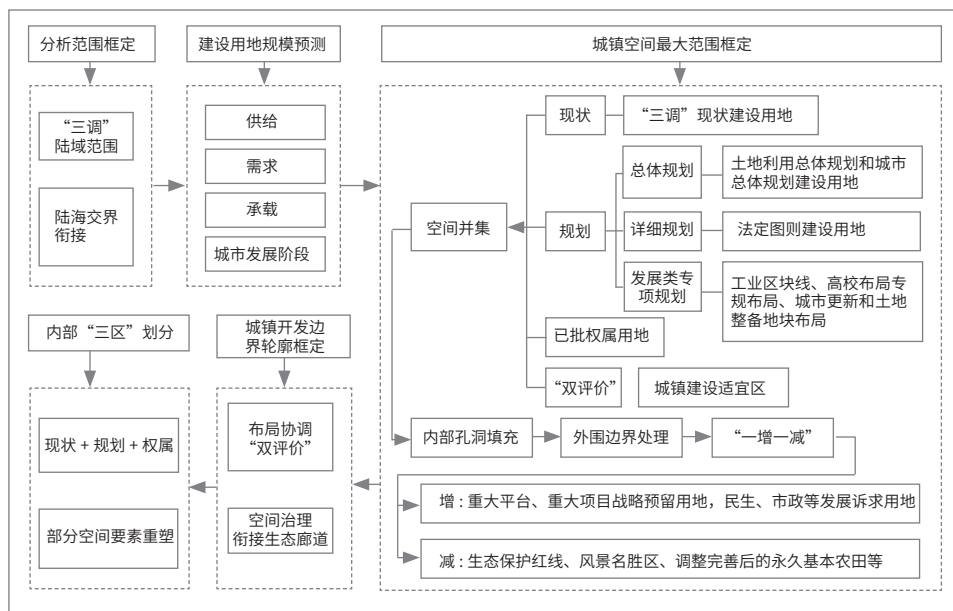 分析范围框定
“三调”
陆域范围
陆海交界
衔接
建设用地规模预测
供给
需求
承载
城市发展阶段
城镇空间最大范围框定
空间并集
现状
“三调”现状建设用地
规划
总体规划
土地利用总体规划和城市
总体规划建设用地
详细规划
法定图则建设用地
发展类专
项规划
工业区块线、高校布局专
规布局、城市更新和土地
整备地块布局
已批权属用地
“双评价”
城镇建设适宜区
内部孔洞填充
外围边界处理
“一增一减”
增:重大平台、重大项目战略预留用地，民生、市政等发展诉求用地
减:生态保护红线、风景名胜区、调整完善后的永久基本农田等
城镇开发边
界轮廓框定
布局协调
“双评价”
空间治理
衔接生态廊道
内部“三区”划分
现状+规划+权属
部分空间要素重塑